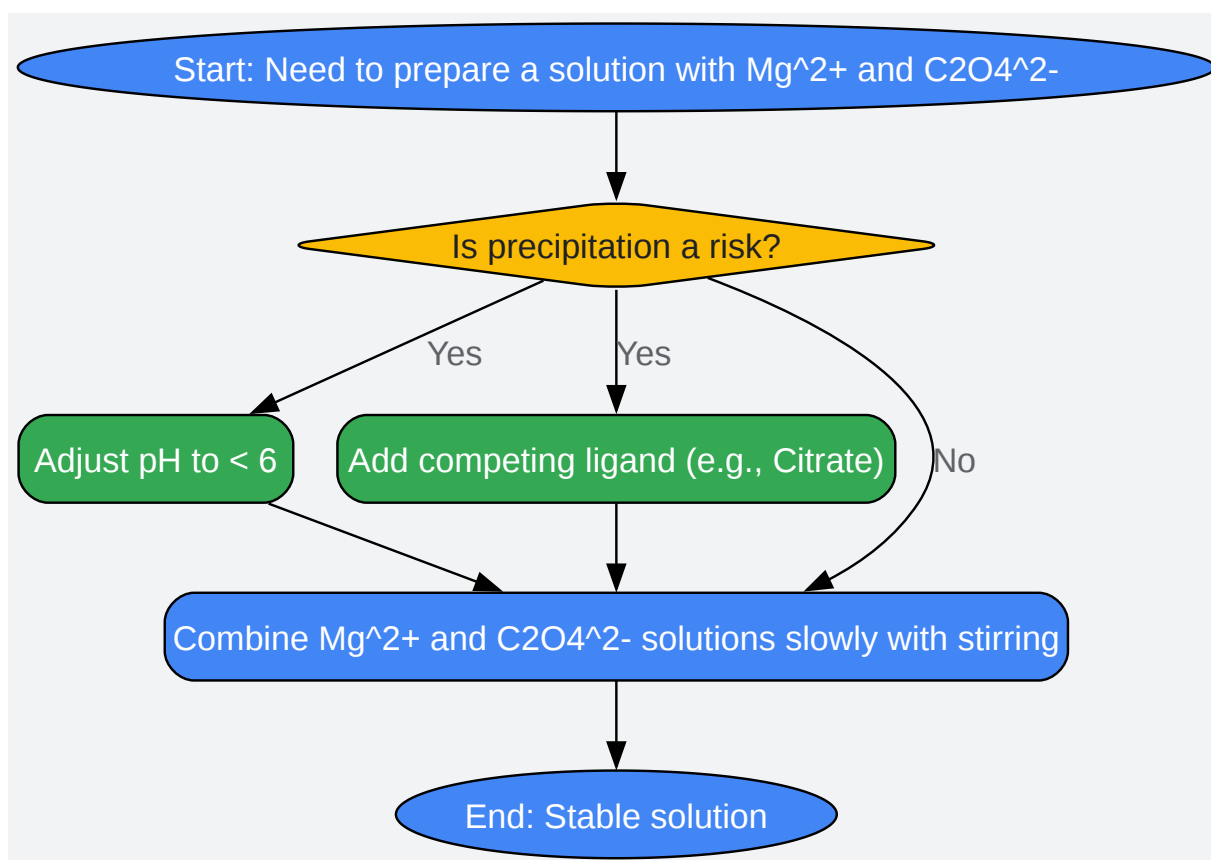 Start: Need to prepare a solution with Mg^2+ and C2O4^2-
Is precipitation a risk?
Yes
Yes
No
Adjust pH to < 6
Add competing ligand (e.g., Citrate)
Combine Mg^2+ and C2O4^2- solutions slowly with stirring
End: Stable solution